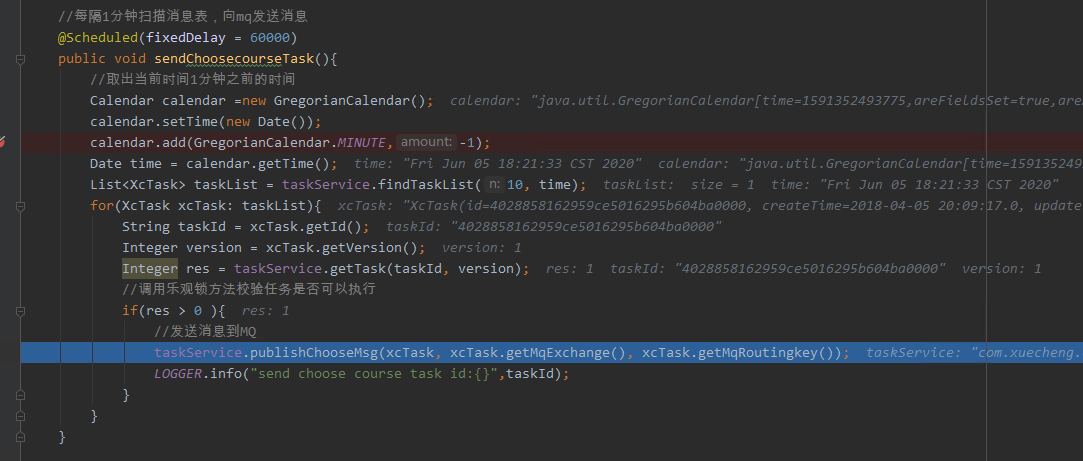 //每隔1分钟扫描消息表，向mq发送消息
@Scheduled(fixedDelay = 60000)
public void sendChoosecourseTask(){
//取出当前时间1分钟之前的时间
Calendar calendar =new GregorianCalendar(); calendar: "java.util.GregorianCalendar[time=1591352493775,areFieldsSet=true,are
calendar.setTime(new Date());
calendar.add(GregorianCalendar.MINUTE, amount: -1);
Date time = calendar.getTime(); time: "Fri Jun 05 18:21:33 CST 2020" calendar: "java.util.GregorianCalendar[time=159135249
List<XcTask> taskList = taskService.findTaskList( n: 10, time); taskList: size = 1 time: "Fri Jun 05 18:21:33 CST 2020"
for(XcTask xcTask: taskList){ xcTask: "XcTask(id=4028858162959ce5016295b604ba0000, createTime=2018-04-05 20:09:17.0, update
String taskId = xcTask.getId(); taskId: "4028858162959ce5016295b604ba0000"
Integer version = xcTask.getVersion(); version: 1
Integer res = taskService.getTask(taskId, version); res: 1 taskId: "4028858162959ce5016295b604ba0000" version: 1
//调用乐观锁方法校验任务是否可以执行
if(res > 0 ){ res: 1
//发送消息到MQ
taskService.publishChooseMsg(xcTask, xcTask.getMqExchange(), xcTask.getMqRoutingkey()); taskService: "com.xuecheng.
LOGGER.info("send choose course task id:{}",taskId);
}
}
}